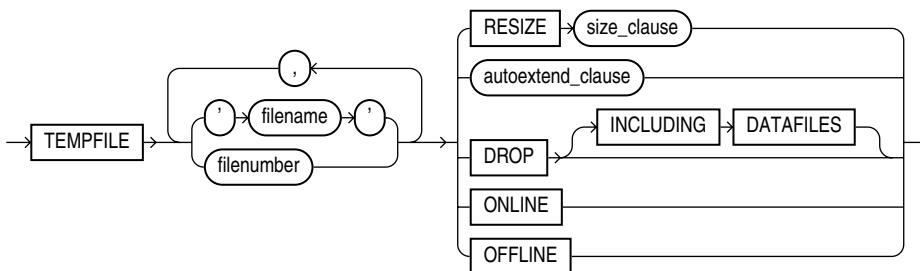 RESIZE size_clause
,
autoextend_clause
' filename '
INCLUDING DATAFILES
TEMPFILE
DROP
filenumber
ONLINE
OFFLINE